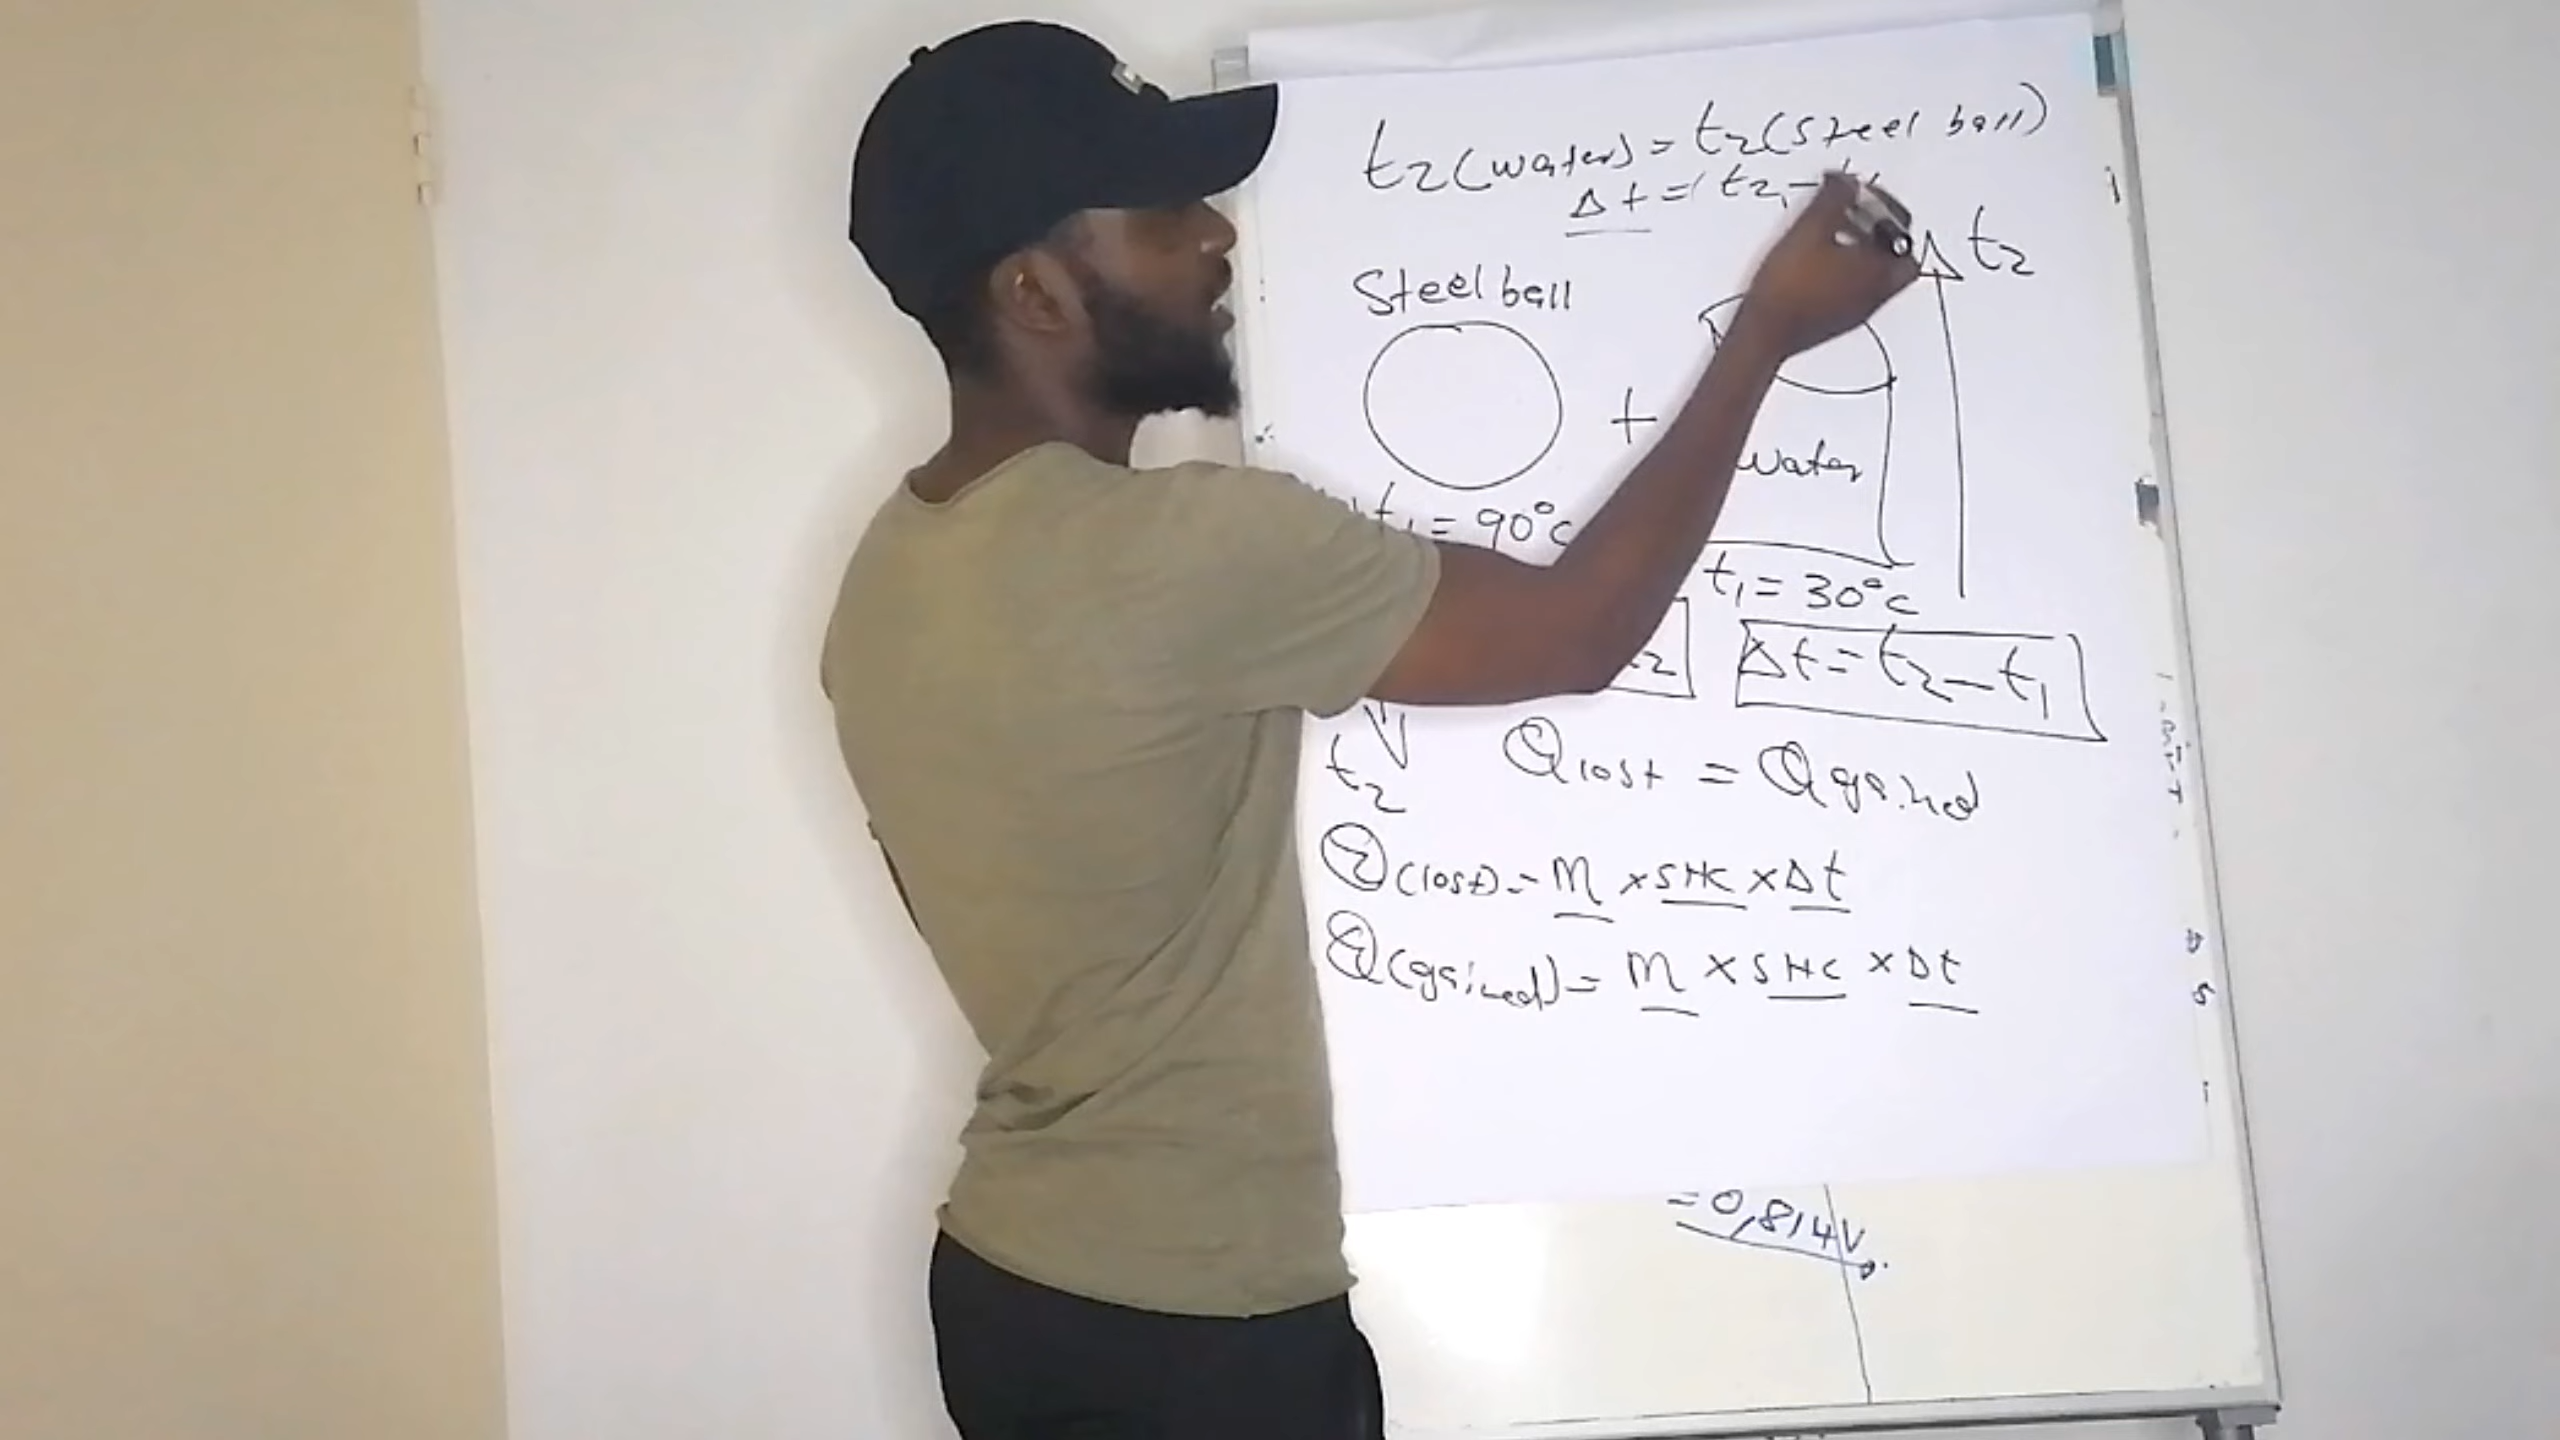 t2(water) = t2(steel ball)
Δt = (t2 -
t2
Steel ball
+
water
t1 = 90°c
t1 = 30°c
Δt = t2 - t1
t2
Qlost = Qgained
Q(lost) = m × SHC × Δt
Q(gained) = m × SHC × Δt
= 0,814V